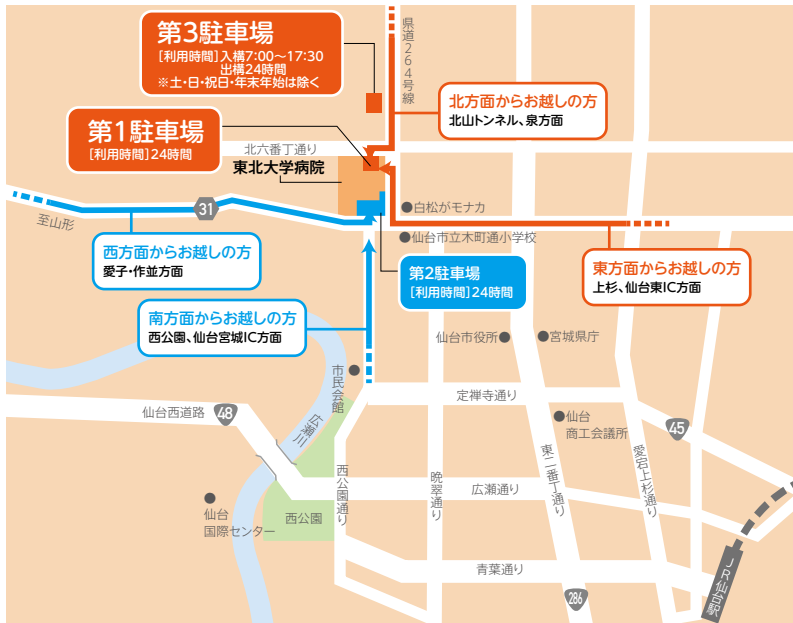 第3駐車場
[利用時間]入構7:00〜17:30
出構24時間
※土・日・祝日・年末年始は除く
県道264号線
北方面からお越しの方
北山トンネル、泉方面
第1駐車場
[利用時間]24時間
北六番丁通り
東北大学病院
31
至山形
白松がモナカ
仙台市立木町通小学校
西方面からお越しの方
愛子・作並方面
第2駐車場
[利用時間]24時間
東方面からお越しの方
上杉、仙台東IC方面
南方面からお越しの方
西公園、仙台宮城IC方面
仙台市役所
宮城県庁
市民会館
定禅寺通り
仙台西道路
48
広瀬川
仙台
商工会議所
45
西公園通り
晩翠通り
広瀬通り
東二番丁通り
愛宕上杉通り
仙台
国際センター
西公園
青葉通り
286
JR仙台駅